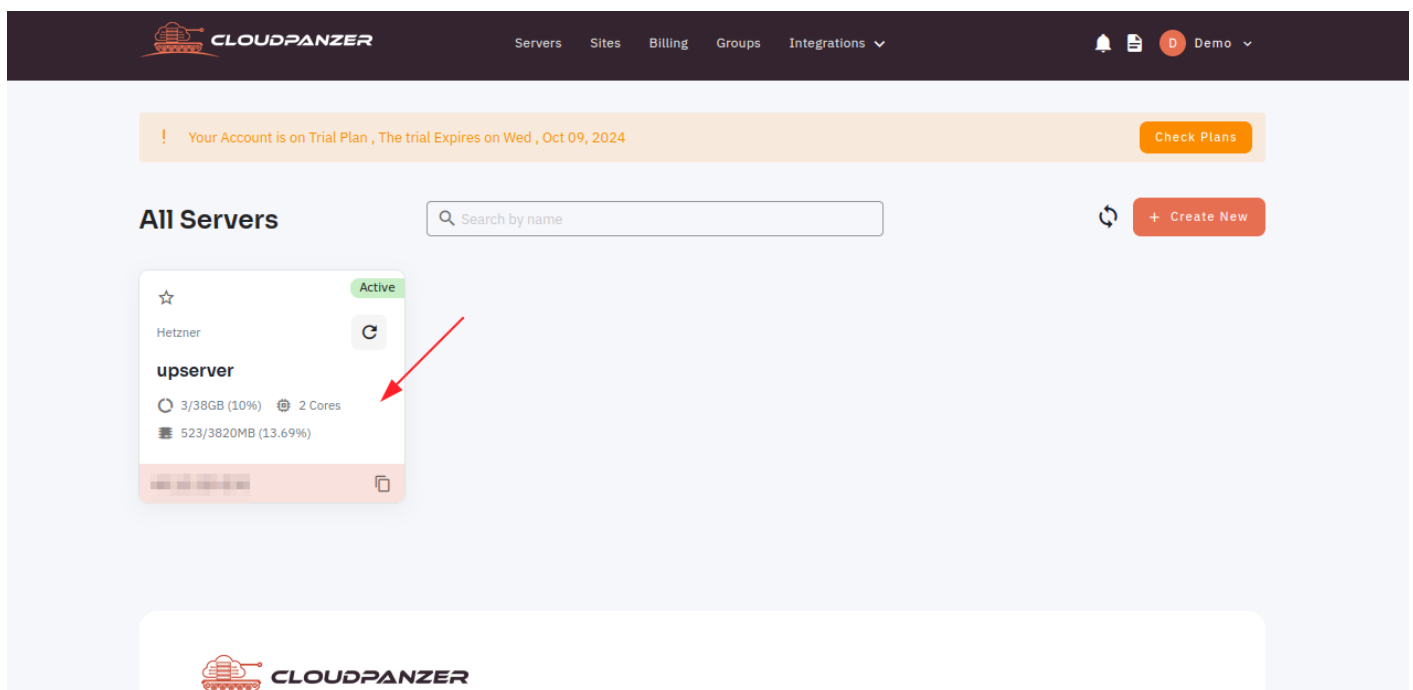 CLOUDPANZER
Servers Sites Billing Groups Integrations
D Demo
! Your Account is on Trial Plan , The trial Expires on Wed , Oct 09, 2024
Check Plans
All Servers
Search by name
+ Create New
Active
Hetzner
upserver
3/38GB (10%) 2 Cores
523/3820MB (13.69%)
CLOUDPANZER